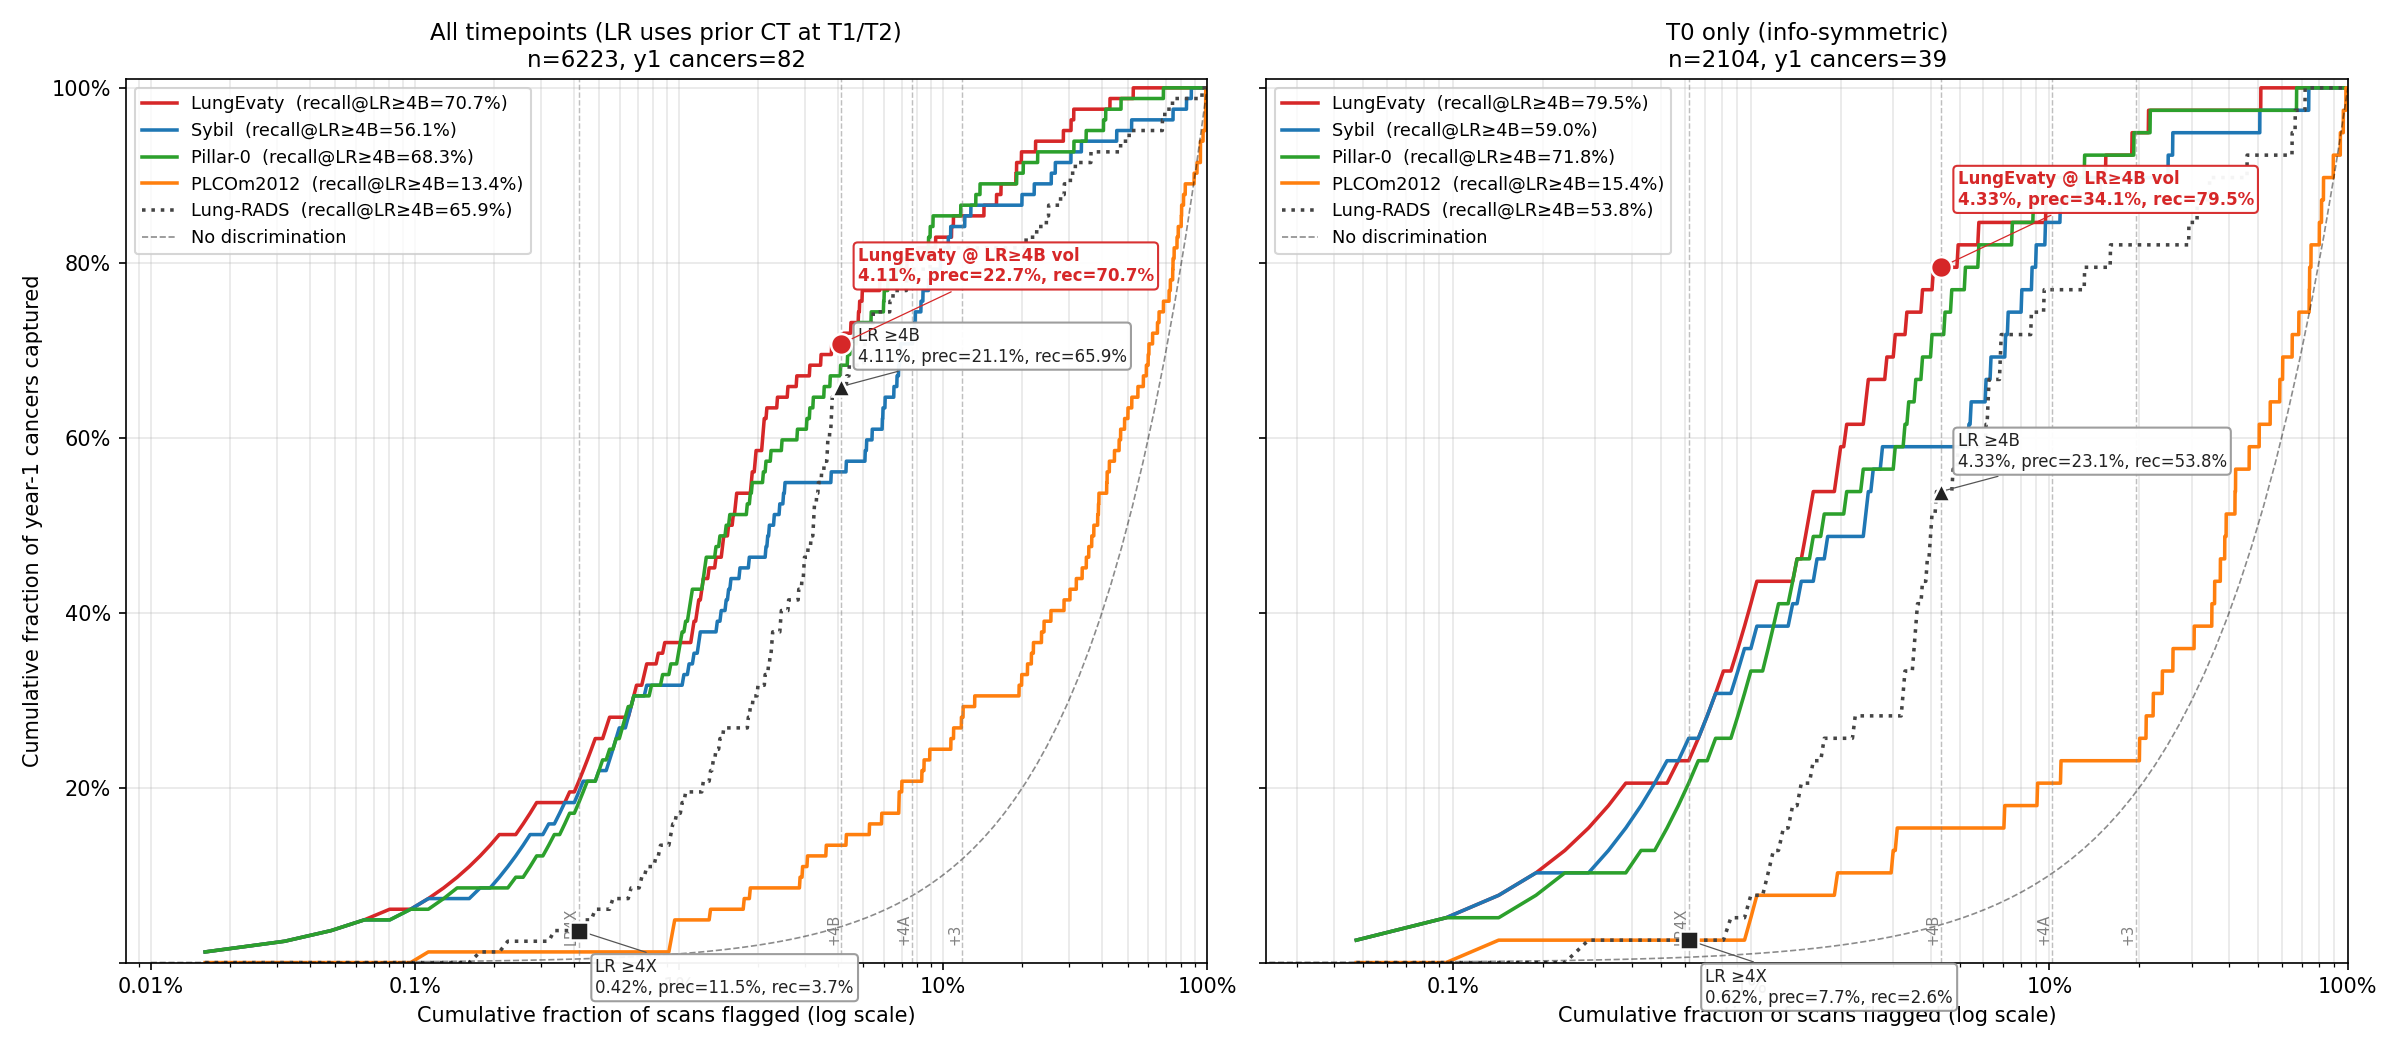 All timepoints (LR uses prior CT at T1/T2)
n=6223, y1 cancers=82
LungEvaty (recall@LR≥4B=70.7%)
Sybil (recall@LR≥4B=56.1%)
Pillar-0 (recall@LR≥4B=68.3%)
PLCOm2012 (recall@LR≥4B=13.4%)
Lung-RADS (recall@LR≥4B=65.9%)
No discrimination
100%
80%
60%
40%
20%
Cumulative fraction of year-1 cancers captured
LungEvaty @ LR≥4B vol
4.11%, prec=22.7%, rec=70.7%
LR ≥4B
4.11%, prec=21.1%, rec=65.9%
+4B
+4A
+3
LR ≥4X
0.42%, prec=11.5%, rec=3.7%
0.01%
0.1%
10%
100%
Cumulative fraction of scans flagged (log scale)
T0 only (info-symmetric)
n=2104, y1 cancers=39
LungEvaty (recall@LR≥4B=79.5%)
Sybil (recall@LR≥4B=59.0%)
Pillar-0 (recall@LR≥4B=71.8%)
PLCOm2012 (recall@LR≥4B=15.4%)
Lung-RADS (recall@LR≥4B=53.8%)
No discrimination
LungEvaty @ LR≥4B vol
4.33%, prec=34.1%, rec=79.5%
LR ≥4B
4.33%, prec=23.1%, rec=53.8%
+4B
+4A
+3
LR ≥4X
0.62%, prec=7.7%, rec=2.6%
0.1%
10%
100%
Cumulative fraction of scans flagged (log scale)